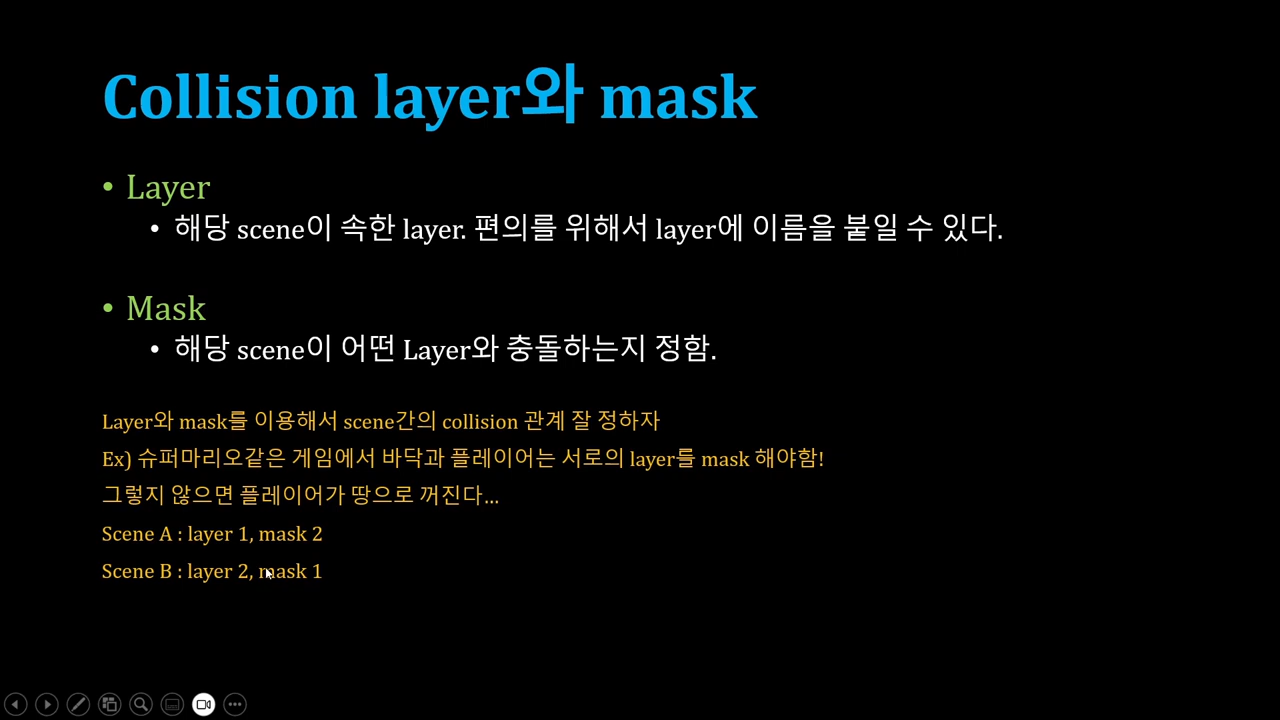 Collision layer와 mask
• Layer
• 해당 scene이 속한 layer. 편의를 위해서 layer에 이름을 붙일 수 있다.
• Mask
• 해당 scene이 어떤 Layer와 충돌하는지 정함.
Layer와 mask를 이용해서 scene간의 collision 관계 잘 정하자
Ex) 슈퍼마리오같은 게임에서 바닥과 플레이어는 서로의 layer를 mask 해야함!
그렇지 않으면 플레이어가 땅으로 꺼진다...
Scene A : layer 1, mask 2
Scene B : layer 2, mask 1